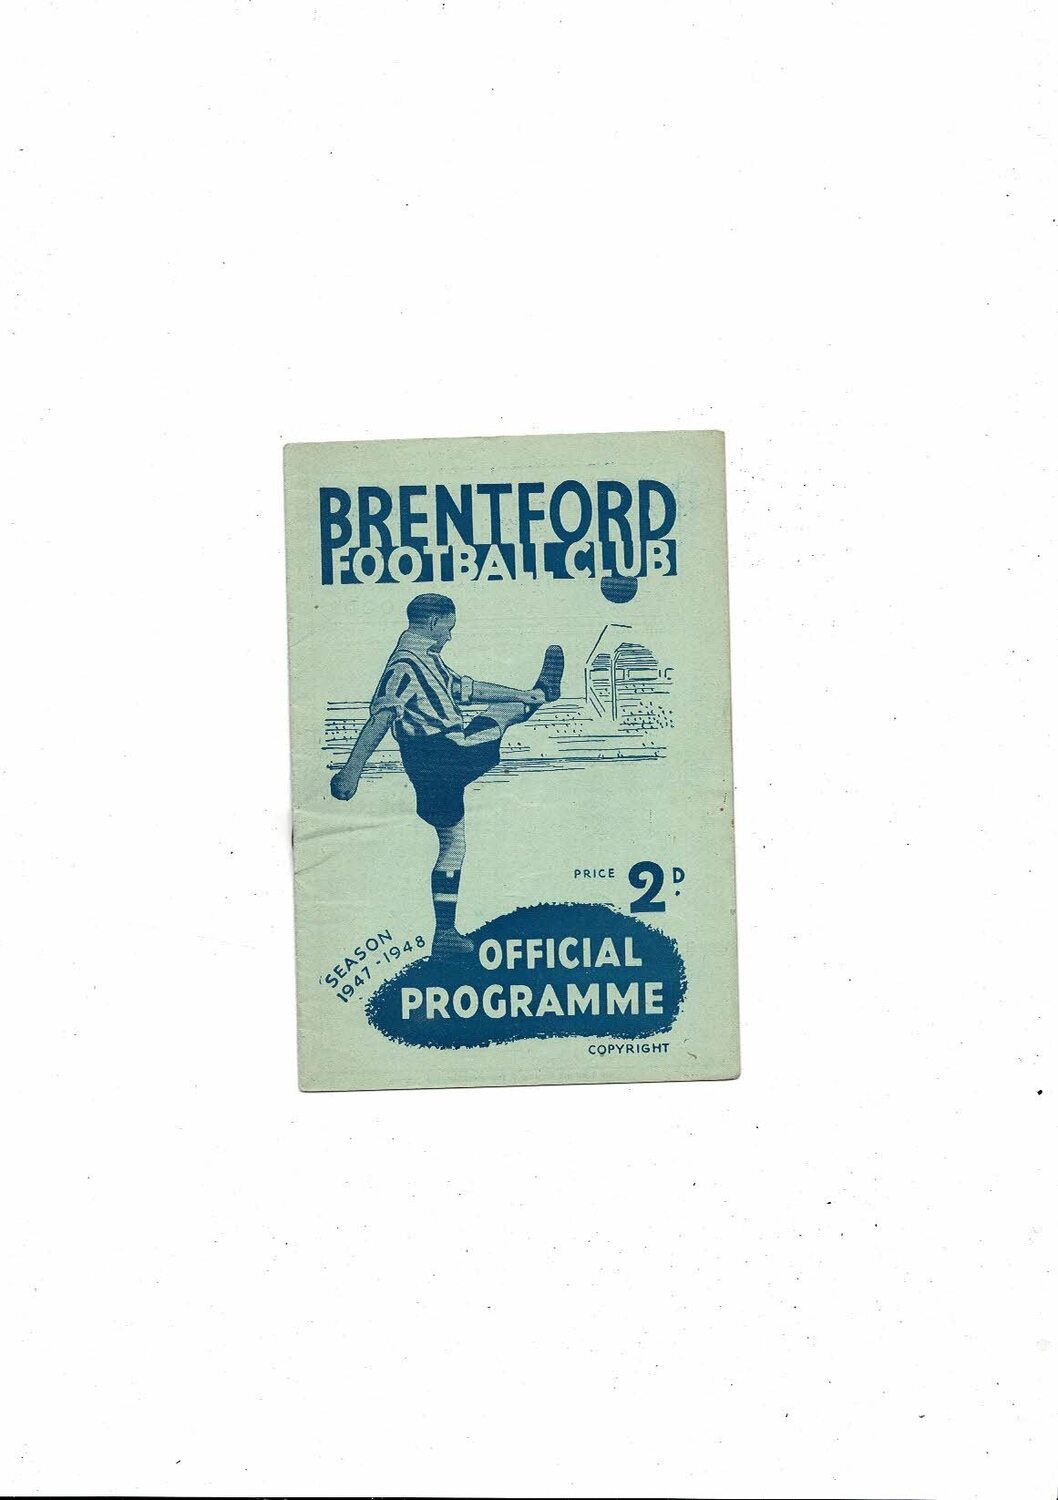 BRENTFORD
FOOTBALL CLUB
PRICE 2D.
SEASON
1947-1948
OFFICIAL
PROGRAMME
COPYRIGHT